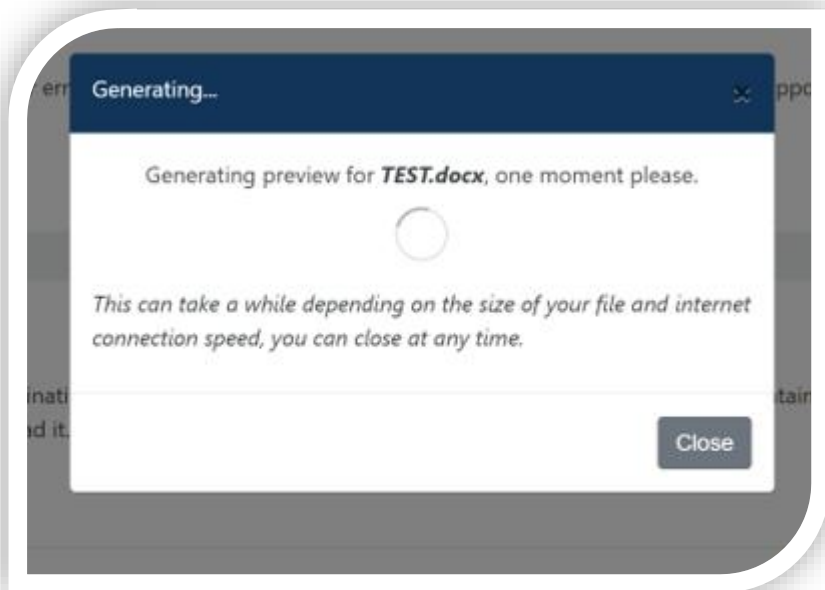 Generating...
Generating preview for TEST.docx, one moment please.
This can take a while depending on the size of your file and internet
connection speed, you can close at any time.
Close